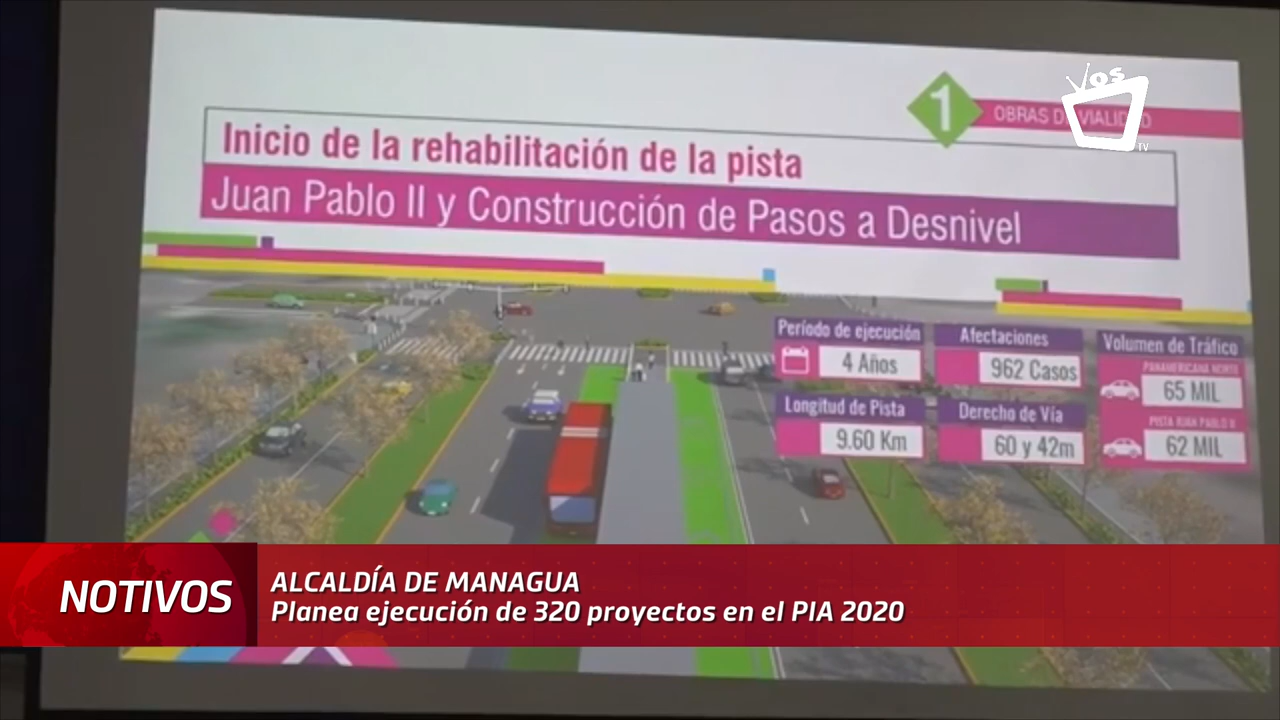 VOS
TV
1
OBRAS DE VIALIDAD
Inicio de la rehabilitación de la pista
Juan Pablo II y Construcción de Pasos a Desnivel
Período de ejecución
4 Años
Afectaciones
962 Casos
Volumen de Tráfico
PANAMERICANA NORTE
65 MIL
Longitud de Pista
9.60 Km
Derecho de Vía
60 y 42m
PISTA JUAN PABLO II
62 MIL
NOTIVOS
ALCALDÍA DE MANAGUA
Planea ejecución de 320 proyectos en el PIA 2020